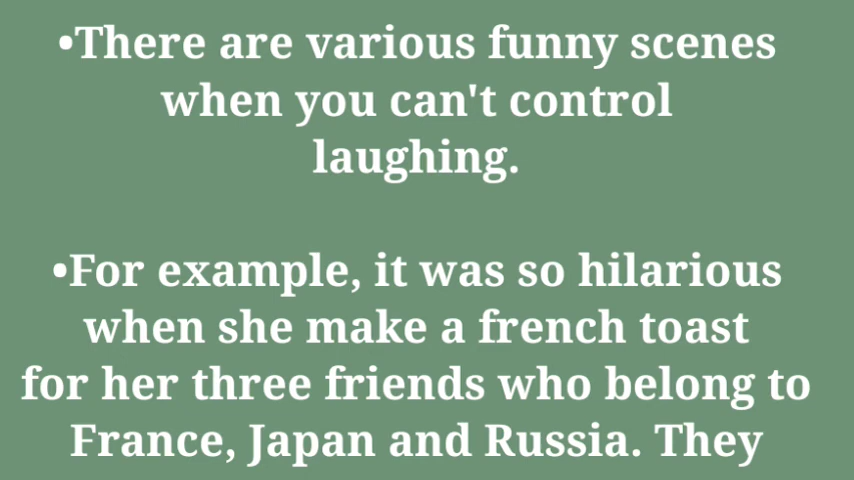 •There are various funny scenes
when you can't control
laughing.
•For example, it was so hilarious
when she make a french toast
for her three friends who belong to
France, Japan and Russia. They